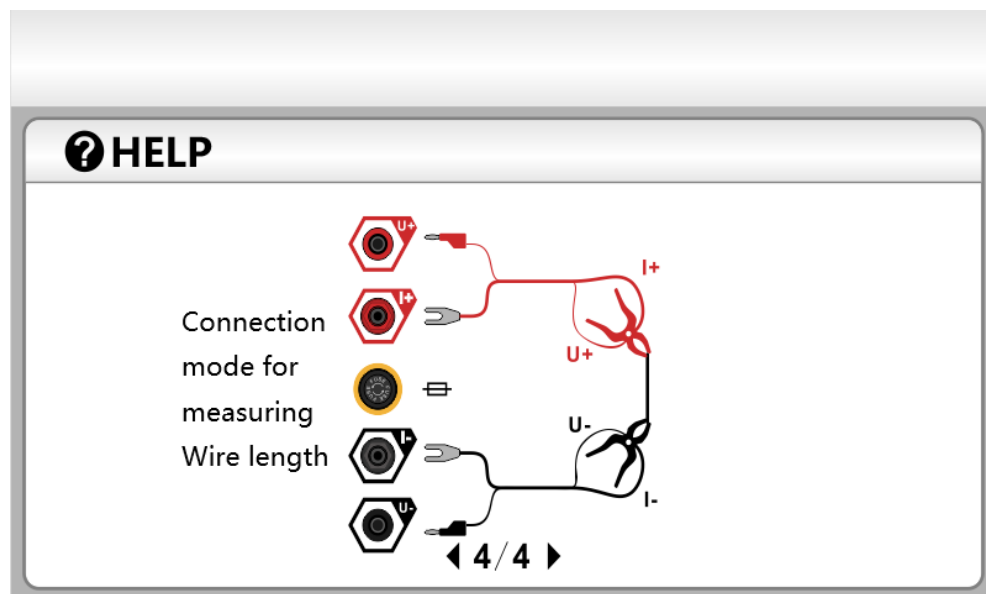 ? HELP
U+
I+
I+
Connection
mode for
U+
measuring
U-
I-
Wire length
I-
U-
4/4